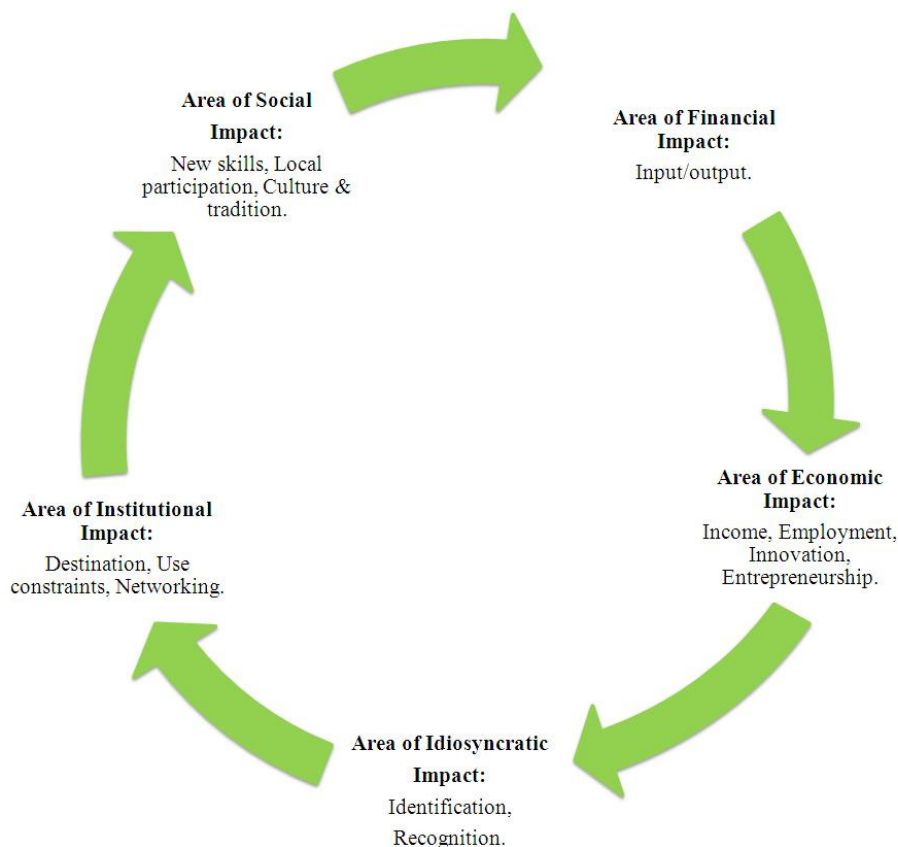 Area of Social
Impact:
New skills, Local
participation, Culture &
tradition.
Area of Financial
Impact:
Input/output.
Area of Economic
Impact:
Income, Employment,
Innovation,
Entrepreneurship.
Area of Idiosyncratic
Impact:
Identification,
Recognition.
Area of Institutional
Impact:
Destination, Use
constraints, Networking.